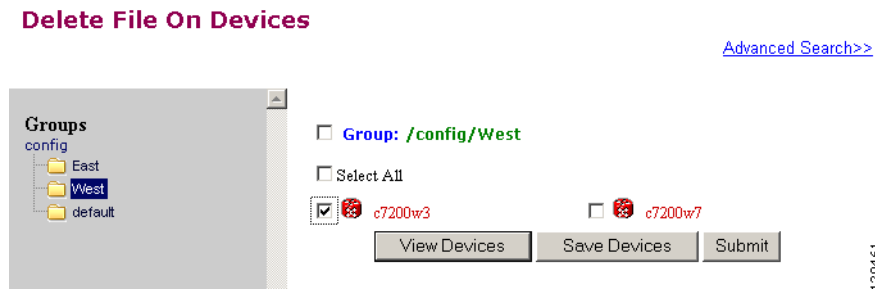 Delete File On Devices
Advanced Search>>
Groups
config
East
West
default
Group: /config/West
Select All
c7200w3
c7200w7
View Devices
Save Devices
Submit